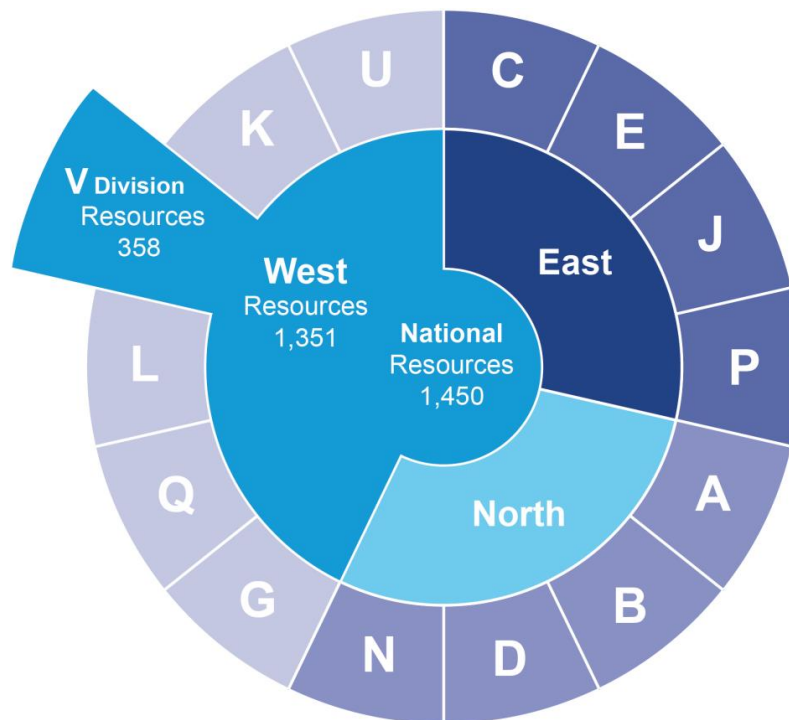 U
C
K
E
V Division
Resources
358
J
West
Resources
1,351
East
National
Resources
1,450
L
P
Q
A
North
G
B
N
D